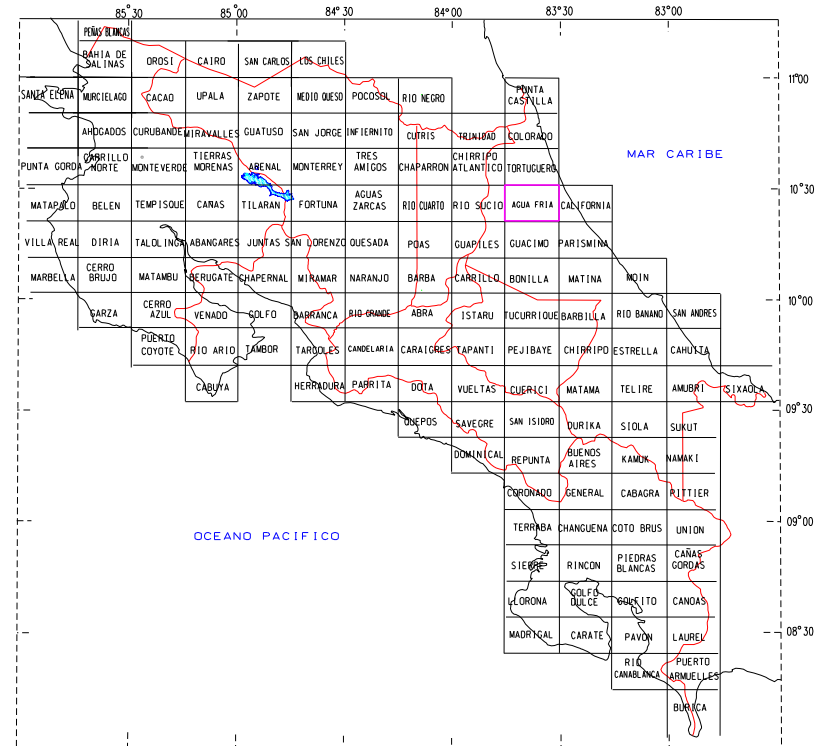 85°30 85°00 84°30 84°00 83°30 83°00
PEÑAS BLANCAS
BAHIA DE SALINAS OROSI CAIRO SAN CARLOS LOS CHILES
11°00
SANTA ELENA MURCIELAGO CACAO UPALA ZAPOTE MEDIO QUESO POCOSOL RIO NEGRO PUNTA CASTILLA
AHOGADOS CURUBANDE MIRAVALLES GUATUSO SAN JORGE INFIERNITO CUTRIS TRINIDAD COLORADO
MAR CARIBE
PUNTA GORDA CARRILLO NORTE MONTEVERDE TIERRAS MORENAS ARENAL MONTERREY TRES AMIGOS CHAPARRON CHIRRIPO ATLANTICO TORTUGUERO
10°30
MATAPALO BELEN TEMPISQUE CANAS TILARAN FORTUNA AGUAS ZARCAS RIO CUARTO RIO SUCIO AGUA FRIA CALIFORNIA
VILLA REAL DIRIA TALOLINGA ABANGARES JUNTAS SAN LORENZO QUESADA POAS GUAPILES GUACIMO PARISMINA
MARBELLA CERRO BRUJO MATAMBU BERUGATE CHAPERNAL MIRAMAR NARANJO BARBA CARRILLO BONILLA MATINA MOIN
10°00
GARZA CERRO AZUL VENADO GOLFO BARRANCA RIO GRANDE ABRA ISTARU TUCURRIQUE BARBILLA RIO BANANO SAN ANDRES
PUERTO COYOTE RIO ARIO TAMBOR TARCOLES CANDELARIA CARAIGRES TAPANTI PEJIBAYE CHIRRIPO ESTRELLA CAHUITA
CABUYA HERRADURA PARRITA DOTA VUELTAS CUERICI MATAMA TELIRE AMUBRI SIXAOLA
09°30
QUEPOS SAVEGRE SAN ISIDRO DURIKA SIOLA SUKUT
DOMINICAL REPUNTA BUENOS AIRES KAMUK NAMAKI
CORONADO GENERAL CABAGRA PITTIER
09°00
OCEANO PACIFICO
TERRABA CHANGUENA COTO BRUS UNION
SIERPE RINCON PIEDRAS BLANCAS CAÑAS GORDAS
LLORONA GOLFO DULCE GOLFITO CANOAS
08°30
MADRIGAL CARATE PAVON LAUREL
RIO CANABLANCA PUERTO ARMUELLES
BURICA